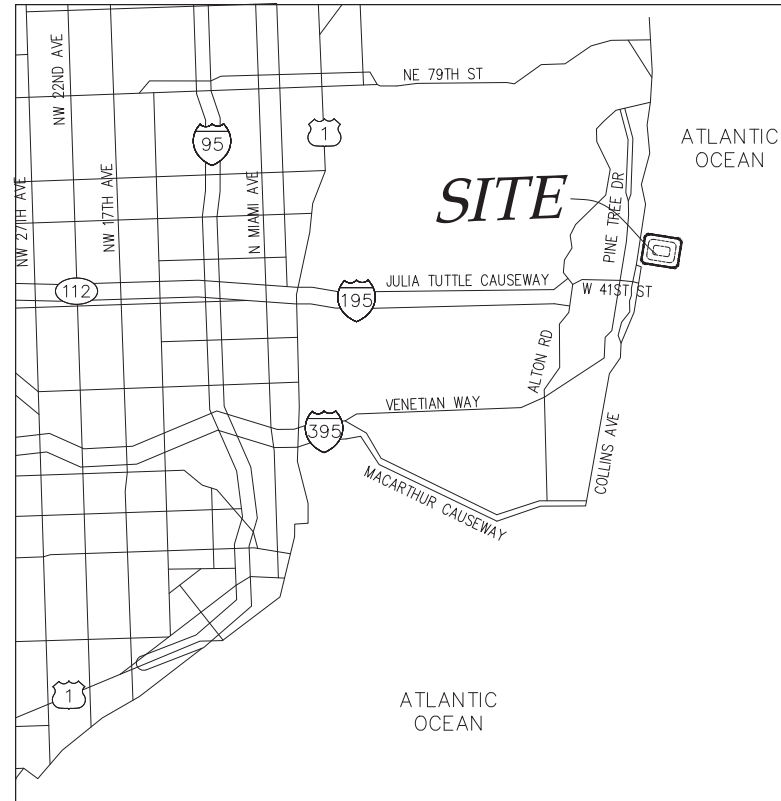 NW 22ND AVE
NE 79TH ST
1
95
ATLANTIC
OCEAN
NW 27TH AVE
NW 17TH AVE
N MIAMI AVE
SITE
PINE TREE DR
112
JULIA TUTTLE CAUSEWAY
195
W 41ST ST
ALTON RD
VENETIAN WAY
395
COLLINS AVE
MACARTHUR CAUSEWAY
1
ATLANTIC
OCEAN